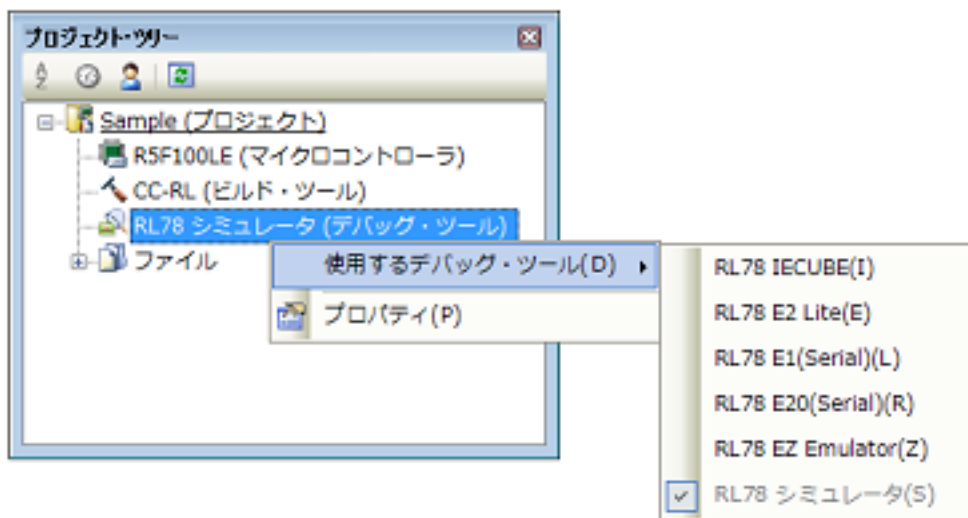 プロジェクト・ツリー
Sample (プロジェクト)
R5F100LE (マイクロコントローラ)
CC-RL (ビルド・ツール)
RL78 シミュレータ (デバッグ・ツール)
ファイル
使用するデバッグ・ツール(D)
プロパティ(P)
RL78 IECUBE(I)
RL78 E2 Lite(E)
RL78 E1(Serial)(L)
RL78 E20(Serial)(R)
RL78 EZ Emulator(Z)
RL78 シミュレータ(S)